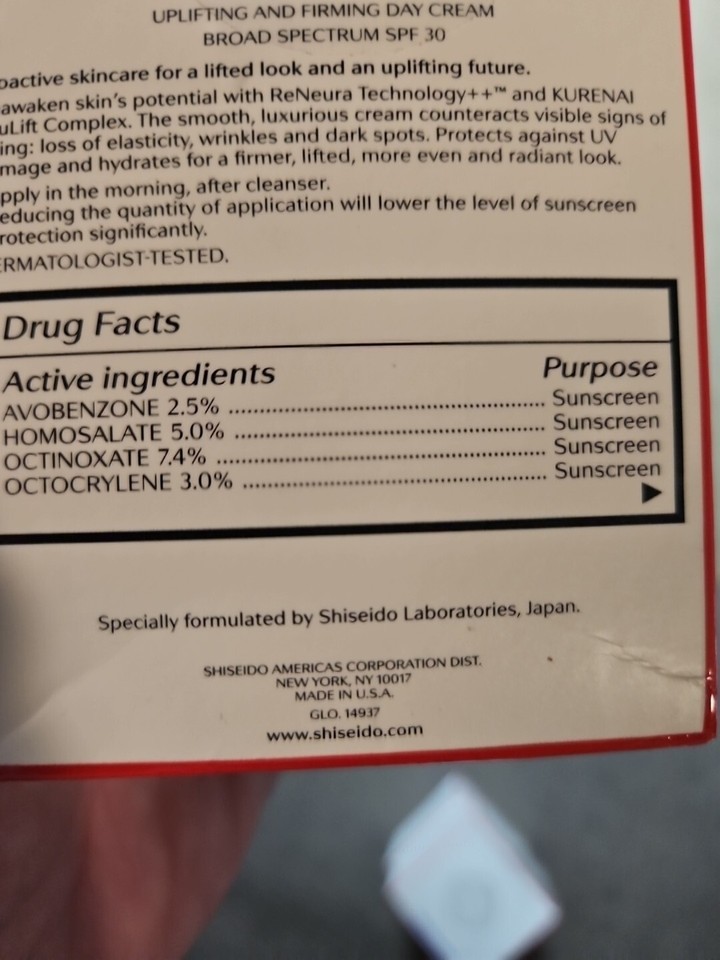 UPLIFTING AND FIRMING DAY CREAM
BROAD SPECTRUM SPF 30
oactive skincare for a lifted look and an uplifting future.
awaken skin's potential with ReNeura Technology++™ and KURENAI
uLift Complex. The smooth, luxurious cream counteracts visible signs of
ing: loss of elasticity, wrinkles and dark spots. Protects against UV
mage and hydrates for a firmer, lifted, more even and radiant look.
pply in the morning, after cleanser.
educing the quantity of application will lower the level of sunscreen
rotection significantly.
ERMATOLOGIST-TESTED.
Drug Facts
Active ingredients Purpose
AVOBENZONE 2.5% ........ Sunscreen
HOMOSALATE 5.0% ........ Sunscreen
OCTINOXATE 7.4% ........ Sunscreen
OCTOCRYLENE 3.0% ........ Sunscreen
Specially formulated by Shiseido Laboratories, Japan.
SHISEIDO AMERICAS CORPORATION DIST.
NEW YORK, NY 10017
MADE IN U.S.A.
GLO. 14937
www.shiseido.com